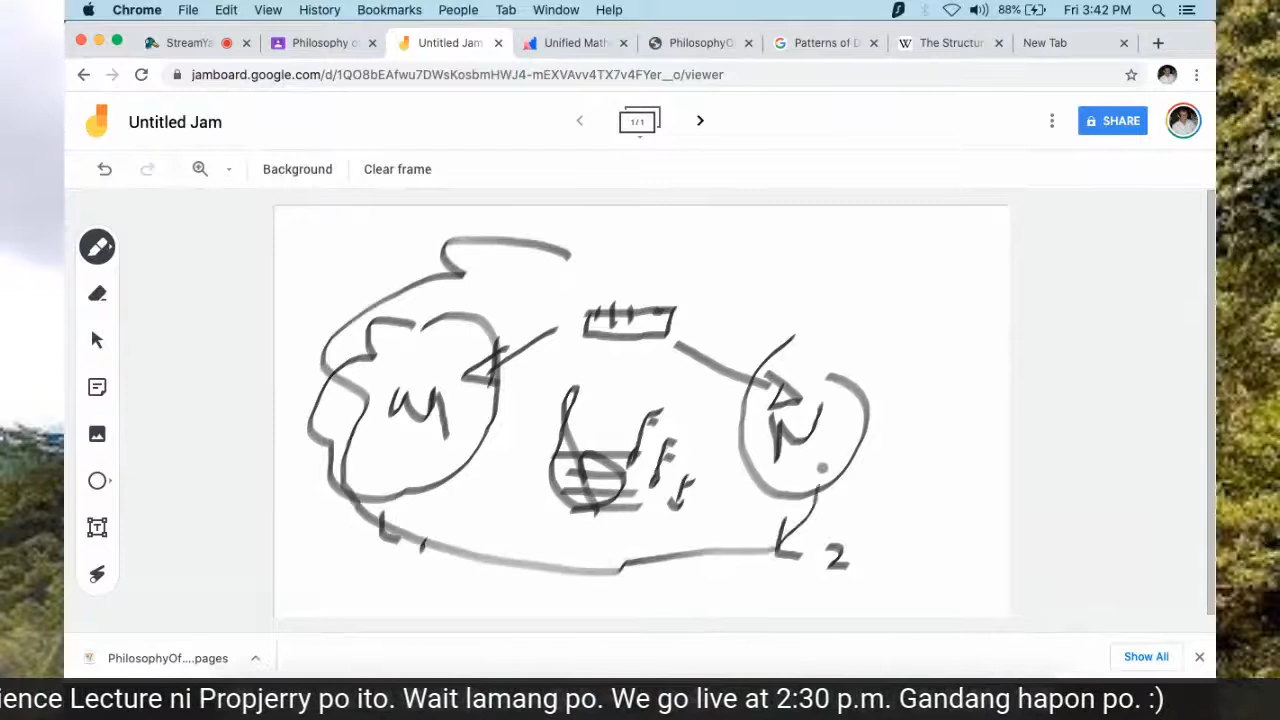 Chrome File Edit View History Bookmarks People Tab Window Help 88% Fri 3:42 PM
StreamYa Philosophy o Untitled Jam Unified Math PhilosophyO Patterns of D The Structur New Tab
jamboard.google.com/d/1QO8bEAfwu7DWsKosbmHWJ4-mEXVAvv4TX7v4FYer__o/viewer
Untitled Jam 1/1 SHARE
Background Clear frame
M
N
L1
L2
PhilosophyOf....pages Show All
ience Lecture ni Propjerry po ito. Wait lamang po. We go live at 2:30 p.m. Gandang hapon po. :)